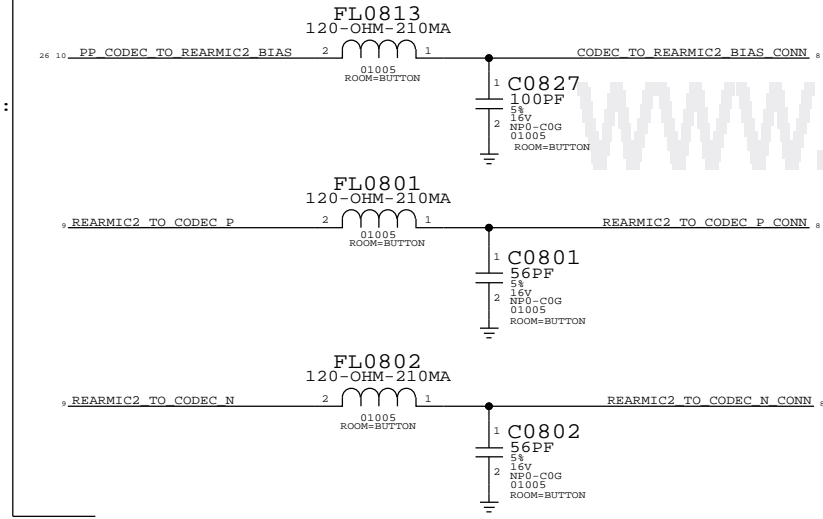 FL0813
120-OHM-210MA
26 10 PP_CODEC_TO_REARMIC2_BIAS 2 1 CODEC_TO_REARMIC2_BIAS_CONN 8
01005
ROOM=BUTTON
1 C0827
100PF
5%
16V
2 NP0-C0G
01005
ROOM=BUTTON
www.
:
FL0801
120-OHM-210MA
9 REARMIC2_TO_CODEC_P 2 1 REARMIC2_TO_CODEC_P_CONN 8
01005
ROOM=BUTTON
1 C0801
56PF
5%
16V
2 NP0-C0G
01005
ROOM=BUTTON
FL0802
120-OHM-210MA
9 REARMIC2_TO_CODEC_N 2 1 REARMIC2_TO_CODEC_N_CONN 8
01005
ROOM=BUTTON
1 C0802
56PF
5%
16V
2 NP0-C0G
01005
ROOM=BUTTON